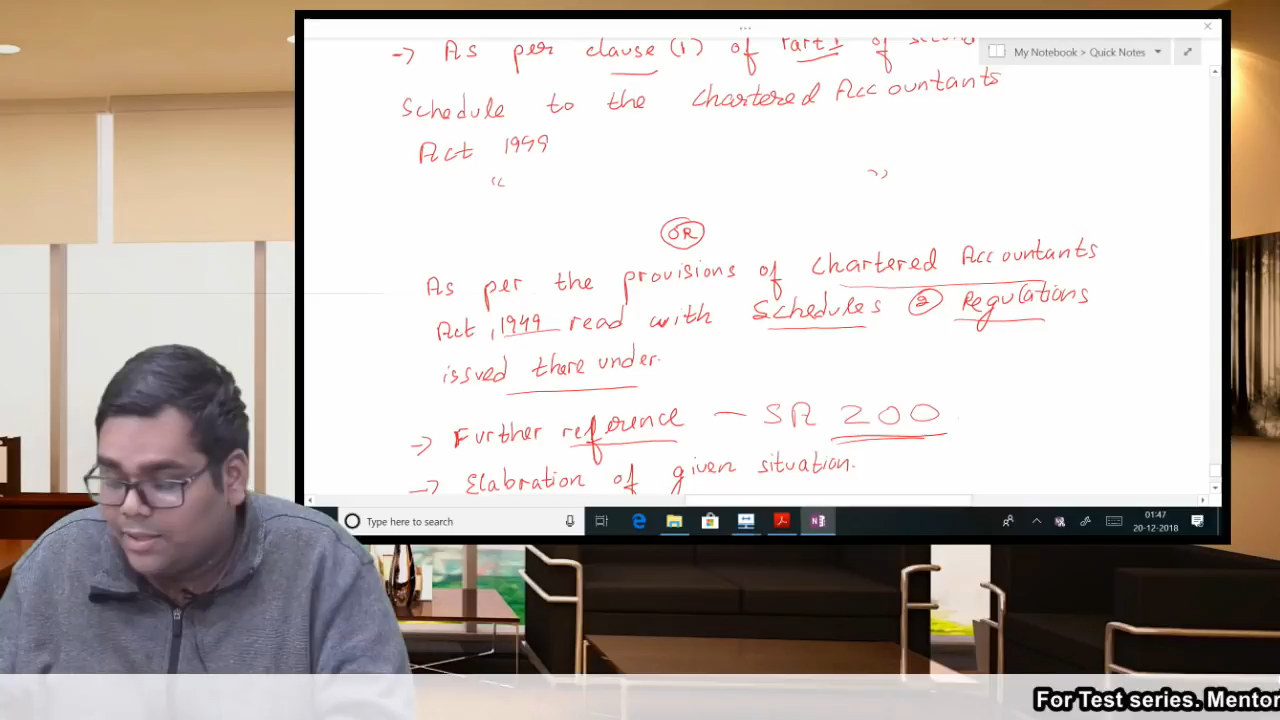 ...
My Notebook > Quick Notes
→ As per clause (1) of Part I of
Schedule to the Chartered Accountants
Act 1949
“ ”
OR
As per the provisions of Chartered Accountants
Act, 1949 read with Schedules & Regulations
issued there under.
→ Further reference — SA 200
→ Elabration of given situation.
Type here to search
01:47
20-12-2018
For Test series. Mentor